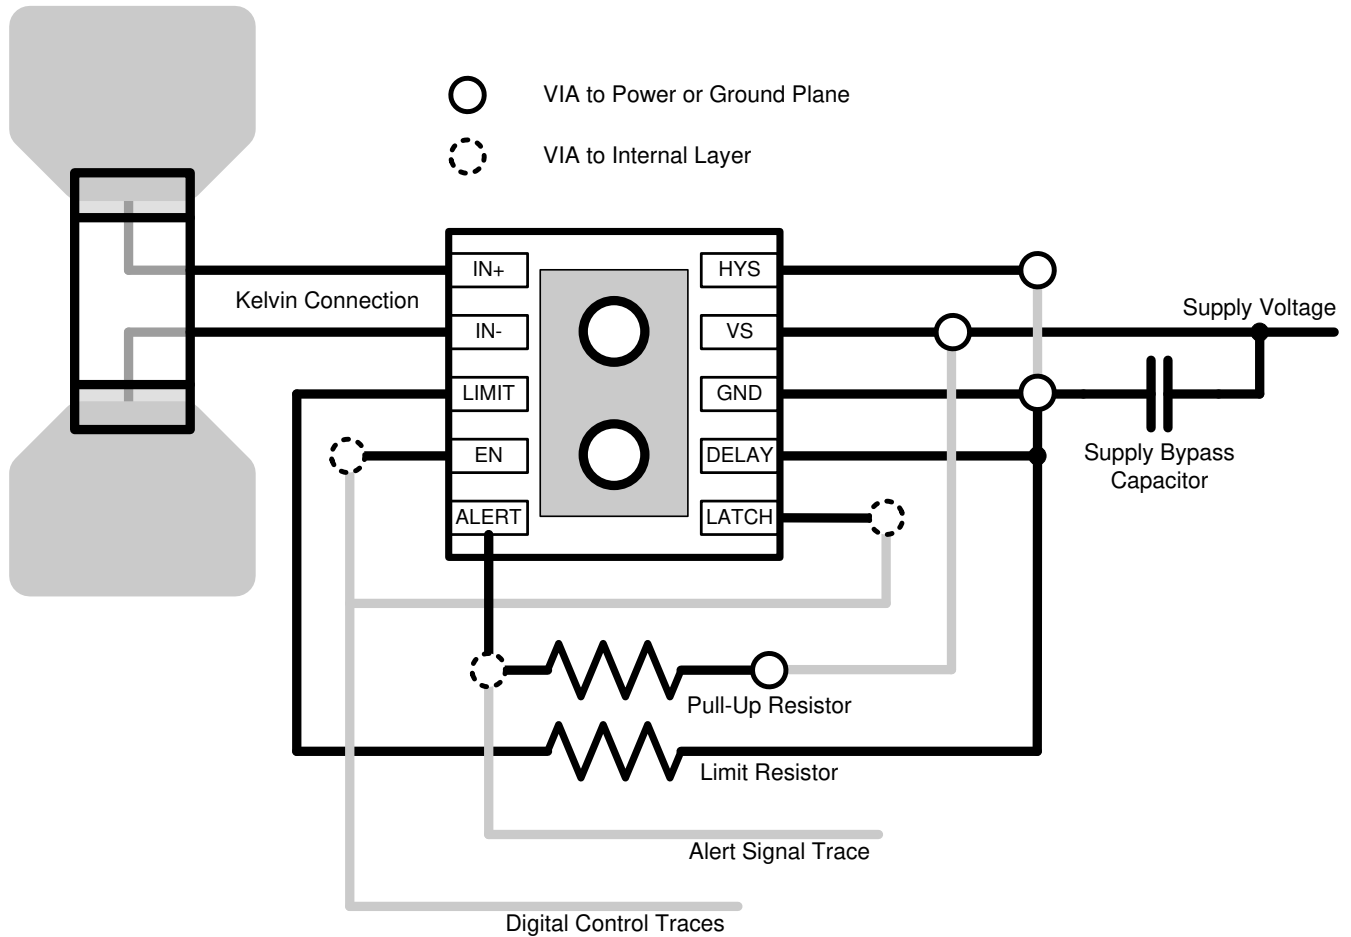 VIA to Power or Ground Plane
VIA to Internal Layer
IN+
HYS
Kelvin Connection
Supply Voltage
IN-
VS
LIMIT
GND
EN
DELAY
Supply Bypass
Capacitor
ALERT
LATCH
Pull-Up Resistor
Limit Resistor
Alert Signal Trace
Digital Control Traces